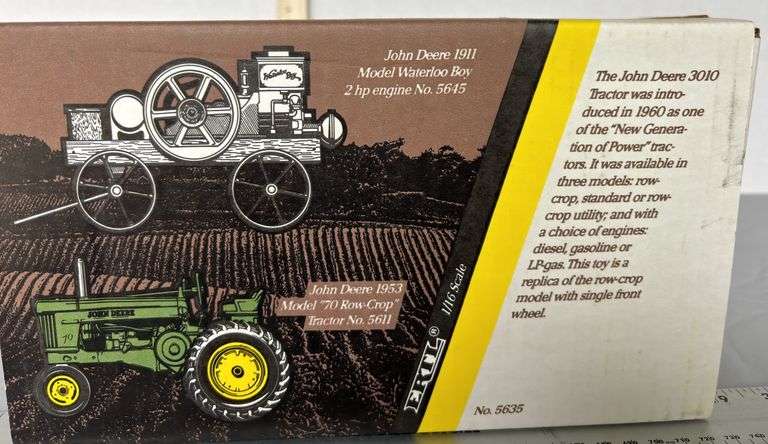 John Deere 1911
Model Waterloo Boy
2 hp engine No. 5645
Waterloo Boy
John Deere 1953
Model "70 Row-Crop"
Tractor No. 5611
JOHN DEERE
70
ERTL® 1/16 Scale
The John Deere 3010
Tractor was intro-
duced in 1960 as one
of the "New Genera-
tion of Power" trac-
tors. It was available in
three models: row-
crop, standard or row-
crop utility; and with
a choice of engines:
diesel, gasoline or
LP-gas. This toy is a
replica of the row-crop
model with single front
wheel.
No. 5635
9